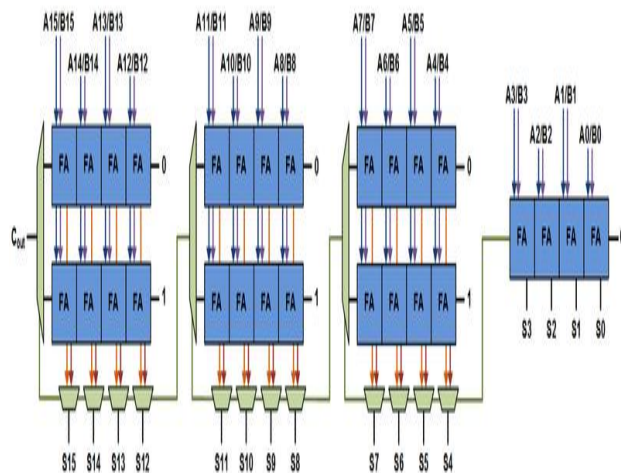 A15/B15 A13/B13 A11/B11 A9/B9 A7/B7 A5/B5
A14/B14 A12/B12 A10/B10 A8/B8 A6/B6 A4/B4
A3/B3 A1/B1
A2/B2 A0/B0
FA FA FA FA 0 FA FA FA FA 0 FA FA FA FA 0
Cout FA FA FA FA
FA FA FA FA 1 FA FA FA FA 1 FA FA FA FA 1
S3 S2 S1 S0
S15 S14 S13 S12 S11 S10 S9 S8 S7 S6 S5 S4